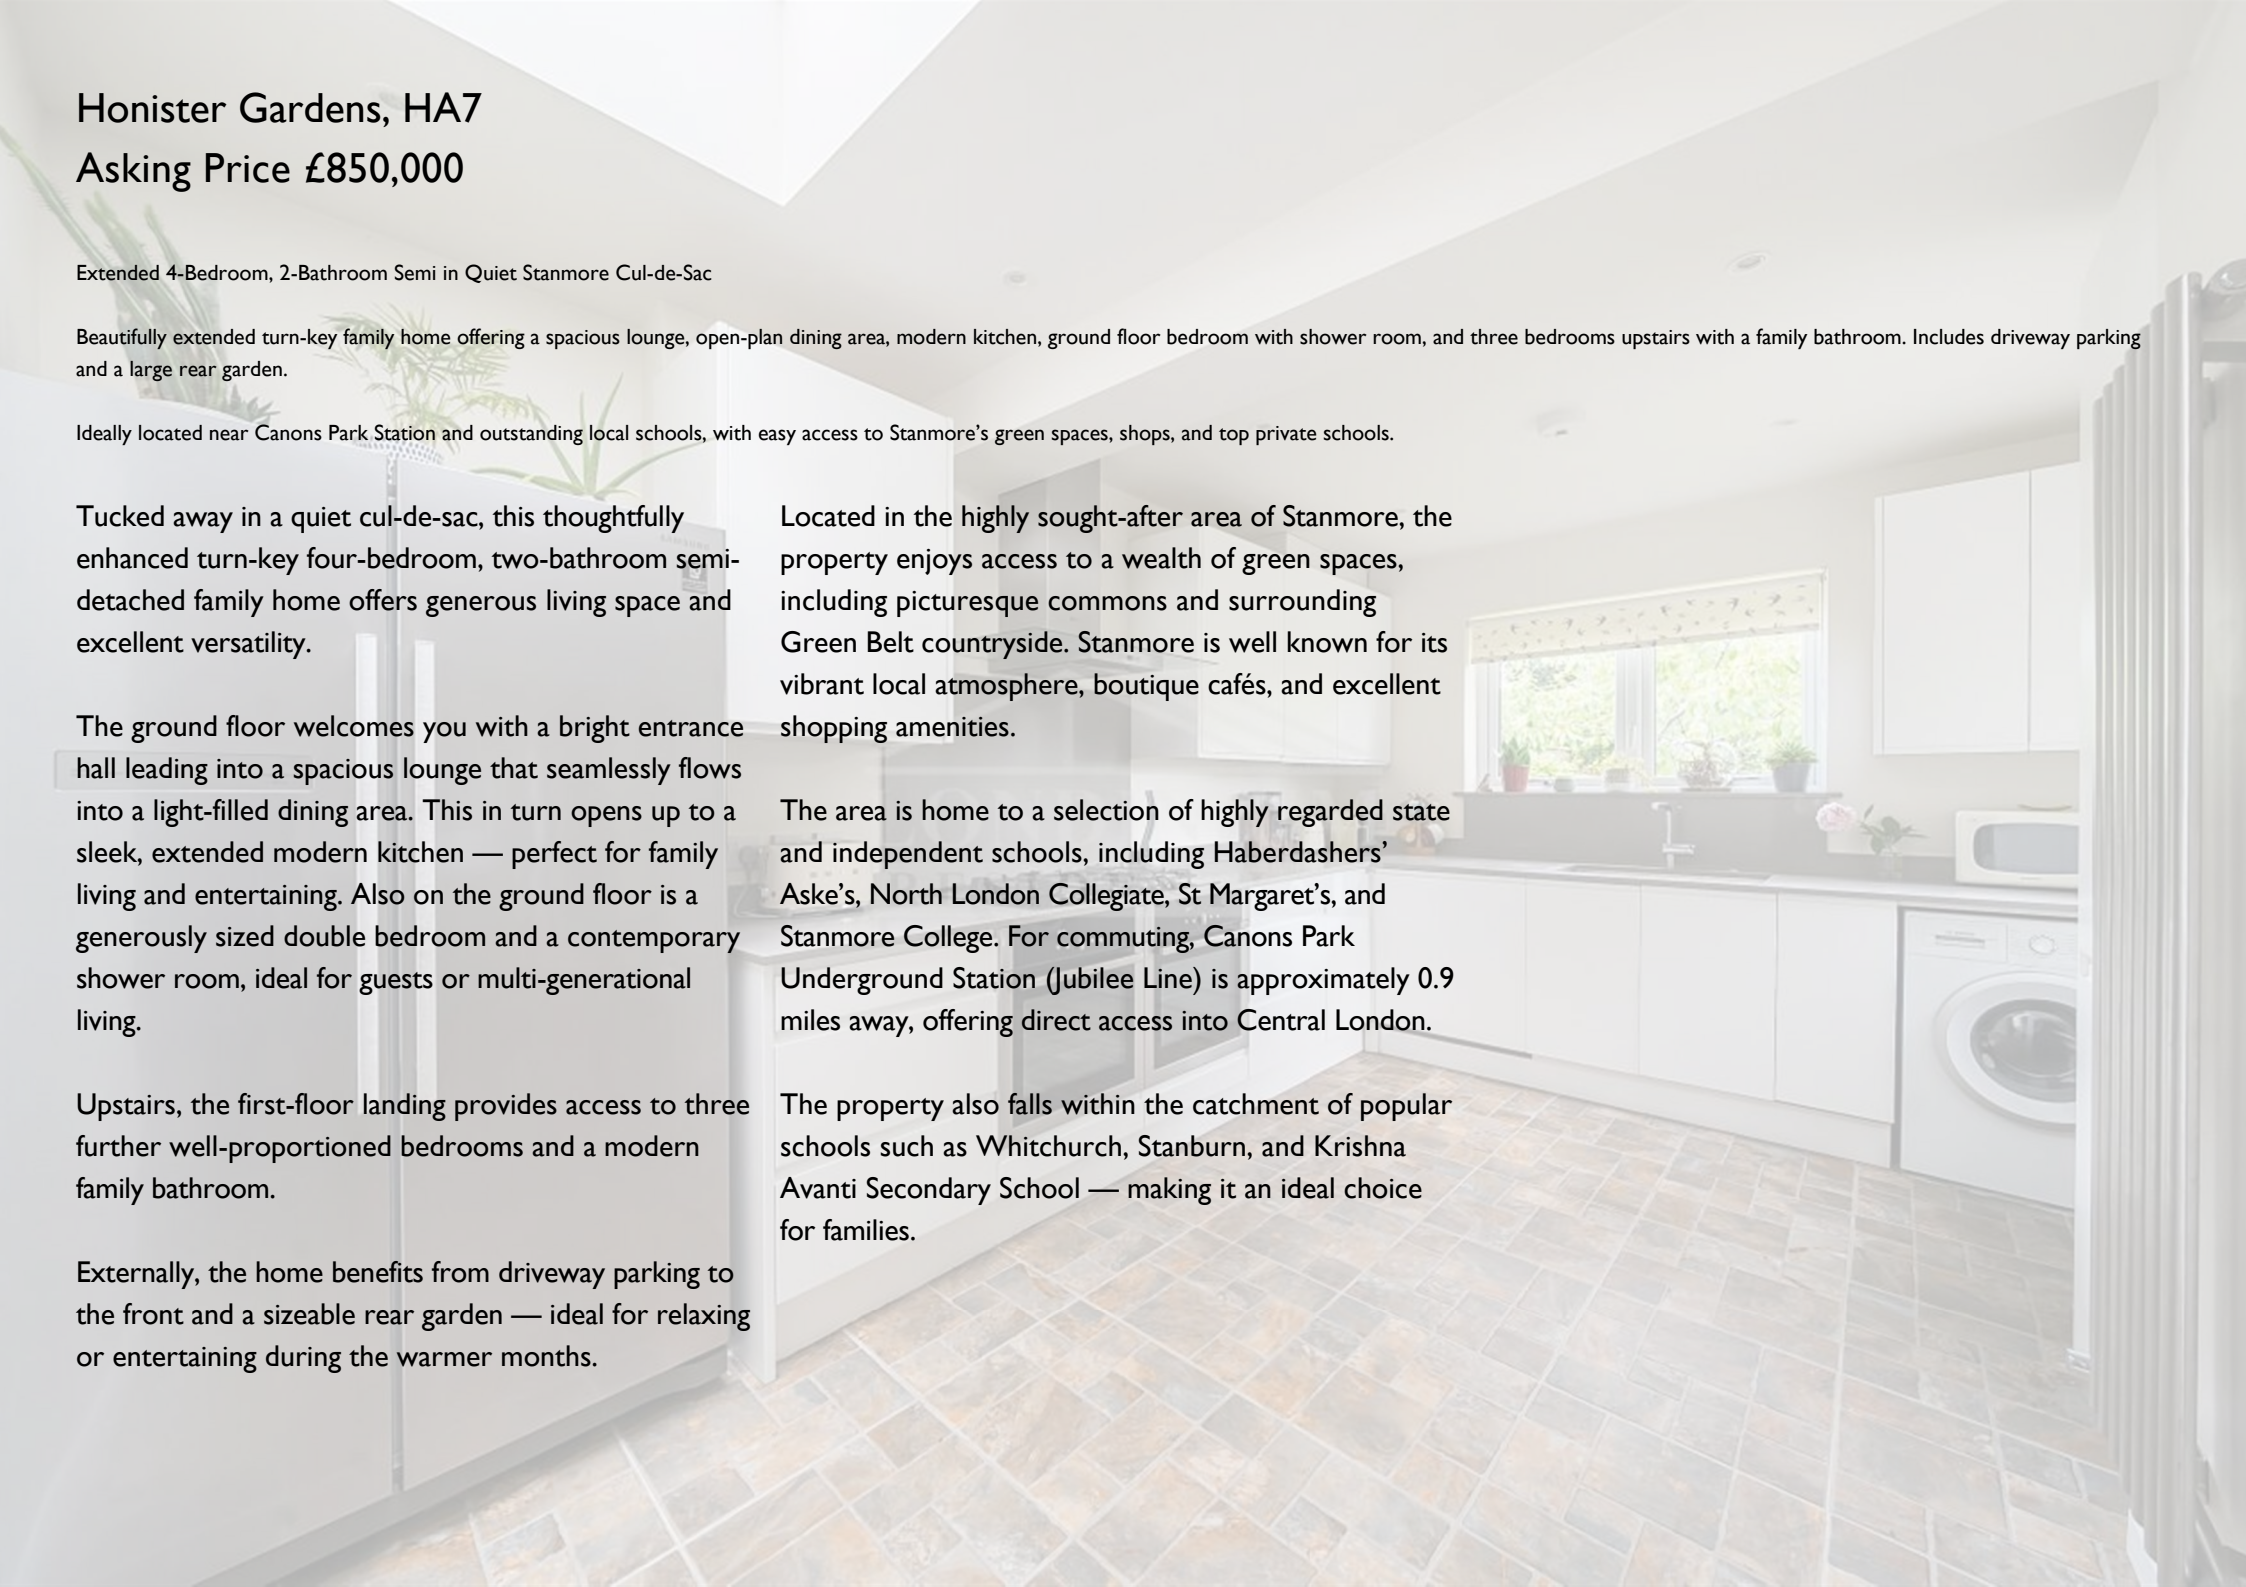 Honister Gardens, HA7
Asking Price £850,000
Extended 4-Bedroom, 2-Bathroom Semi in Quiet Stanmore Cul-de-Sac
Beautifully extended turn-key family home offering a spacious lounge, open-plan dining area, modern kitchen, ground floor bedroom with shower room, and three bedrooms upstairs with a family bathroom. Includes driveway parking
and a large rear garden.
Ideally located near Canons Park Station and outstanding local schools, with easy access to Stanmore’s green spaces, shops, and top private schools.
Tucked away in a quiet cul-de-sac, this thoughtfully
enhanced turn-key four-bedroom, two-bathroom semi-
detached family home offers generous living space and
excellent versatility.
The ground floor welcomes you with a bright entrance
hall leading into a spacious lounge that seamlessly flows
into a light-filled dining area. This in turn opens up to a
sleek, extended modern kitchen — perfect for family
living and entertaining. Also on the ground floor is a
generously sized double bedroom and a contemporary
shower room, ideal for guests or multi-generational
living.
Upstairs, the first-floor landing provides access to three
further well-proportioned bedrooms and a modern
family bathroom.
Externally, the home benefits from driveway parking to
the front and a sizeable rear garden — ideal for relaxing
or entertaining during the warmer months.
Located in the highly sought-after area of Stanmore, the
property enjoys access to a wealth of green spaces,
including picturesque commons and surrounding
Green Belt countryside. Stanmore is well known for its
vibrant local atmosphere, boutique cafés, and excellent
shopping amenities.
The area is home to a selection of highly regarded state
and independent schools, including Haberdashers’
Aske’s, North London Collegiate, St Margaret’s, and
Stanmore College. For commuting, Canons Park
Underground Station (Jubilee Line) is approximately 0.9
miles away, offering direct access into Central London.
The property also falls within the catchment of popular
schools such as Whitchurch, Stanburn, and Krishna
Avanti Secondary School — making it an ideal choice
for families.
SAMSUNG